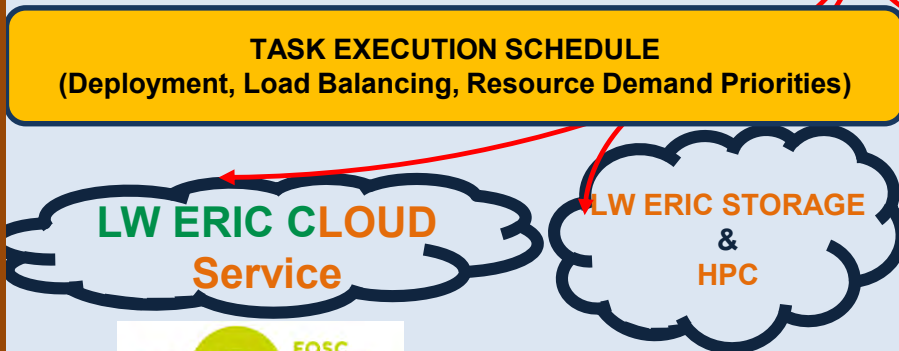 TASK EXECUTION SCHEDULE
(Deployment, Load Balancing, Resource Demand Priorities)
LW ERIC CLOUD
Service
LW ERIC STORAGE
&
HPC
EOSC